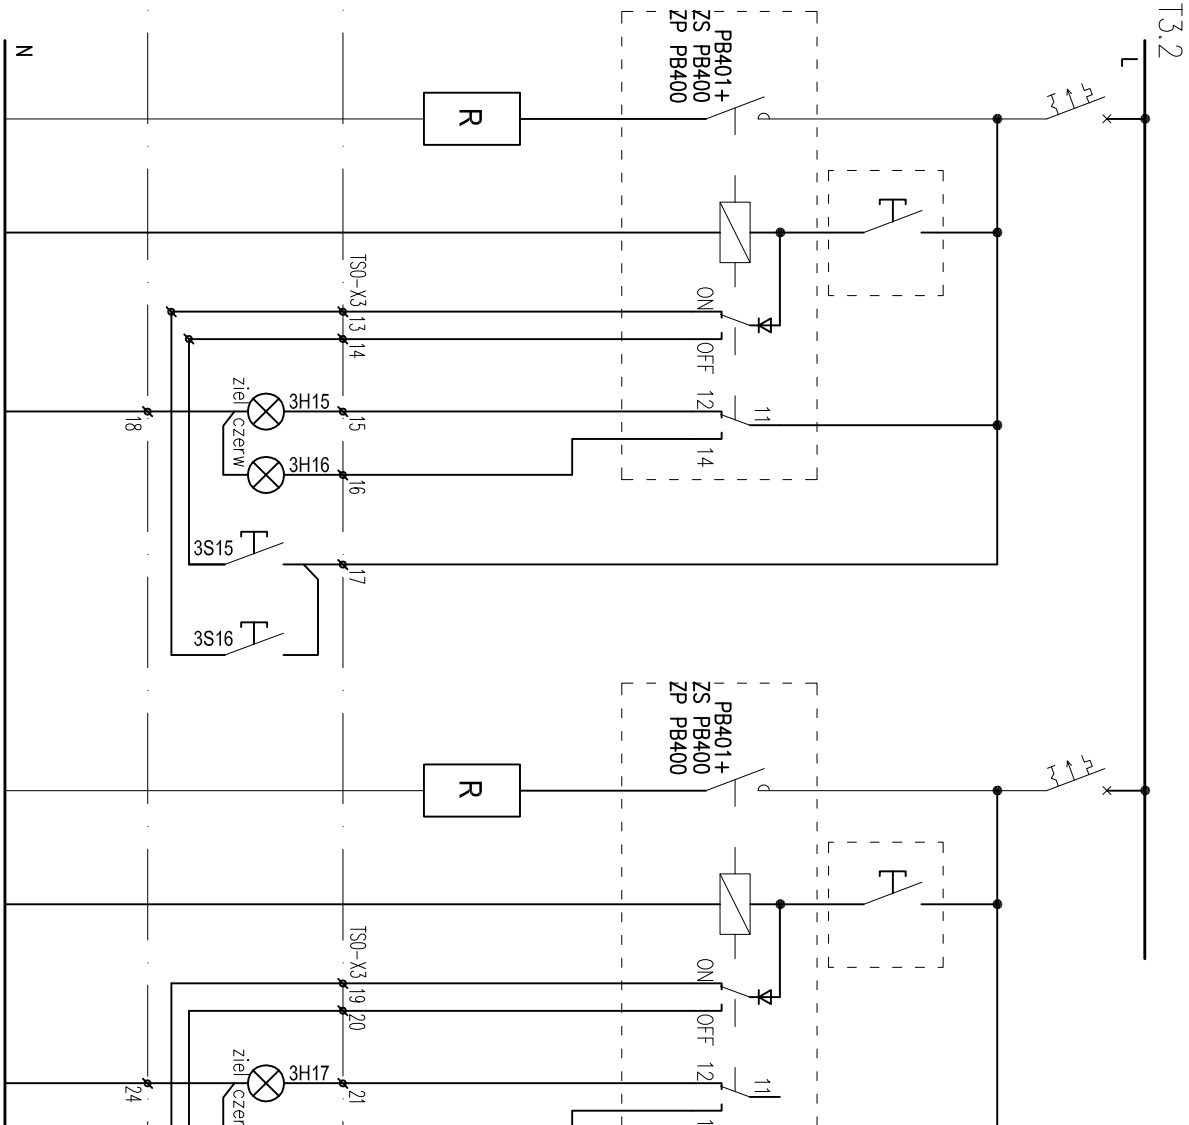 T3.2
L
N
PB401+
ZS PB400
ZP PB400
R
TS0-X3
ON
13
14
OFF
ziel
3H15
12
11
18
15
czerw
3H16
14
16
3S15
17
3S16
PB401+
ZS PB400
ZP PB400
R
TS0-X3
ON
19
20
OFF
ziel
3H17
12
11
24
21